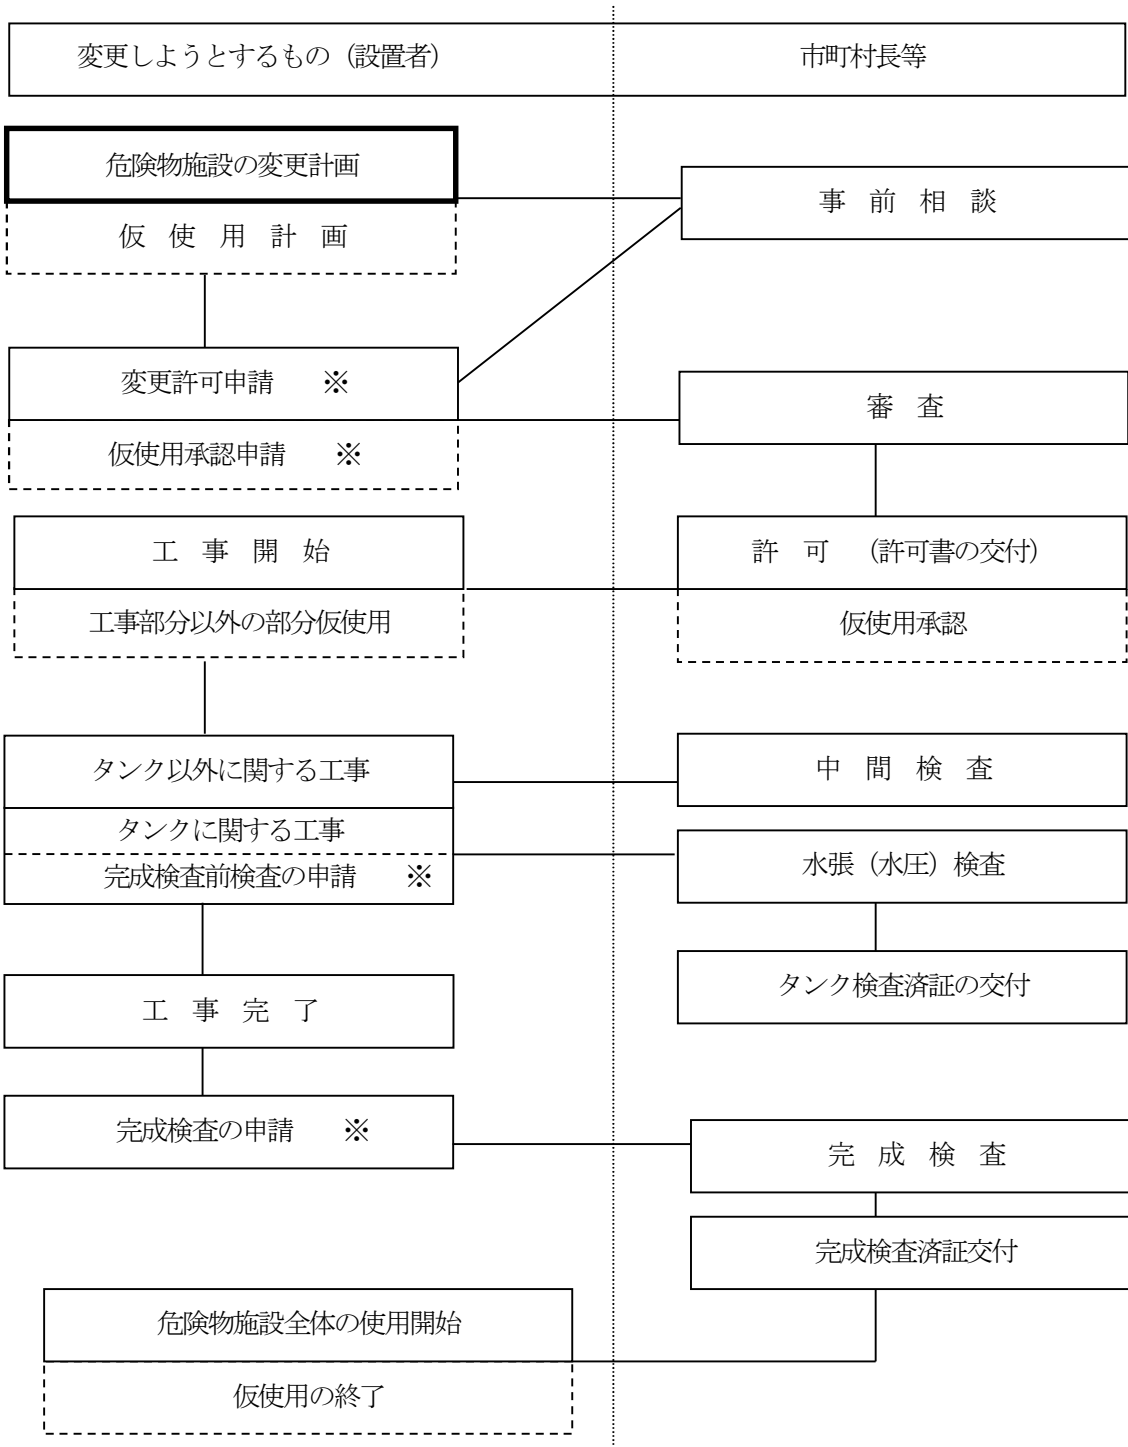 変更しようとするもの（設置者）
市町村長等
危険物施設の変更計画
仮 使 用 計 画
事 前 相 談
変更許可申請　　※
仮使用承認申請　　※
審 査
工 事 開 始
工事部分以外の部分仮使用
許 可　（許可書の交付）
仮使用承認
タンク以外に関する工事
中 間 検 査
タンクに関する工事
完成検査前検査の申請　　※
水張（水圧）検査
タンク検査済証の交付
工 事 完 了
完成検査の申請　　※
完 成 検 査
完成検査済証交付
危険物施設全体の使用開始
仮使用の終了